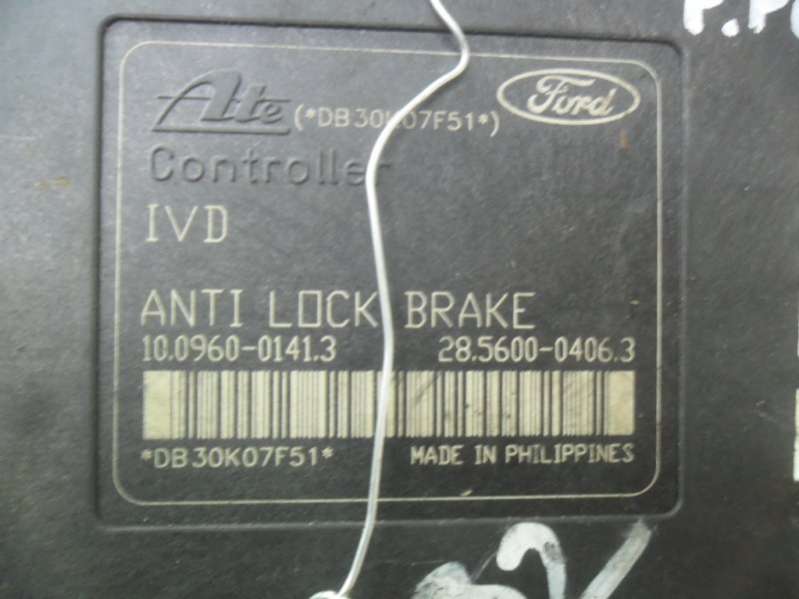 Ate
(*DB30K07F51*)
Ford
Controller
IVD
ANTI LOCK BRAKE
10.0960-0141.3 28.5600-0406.3
*DB30K07F51*
MADE IN PHILIPPINES